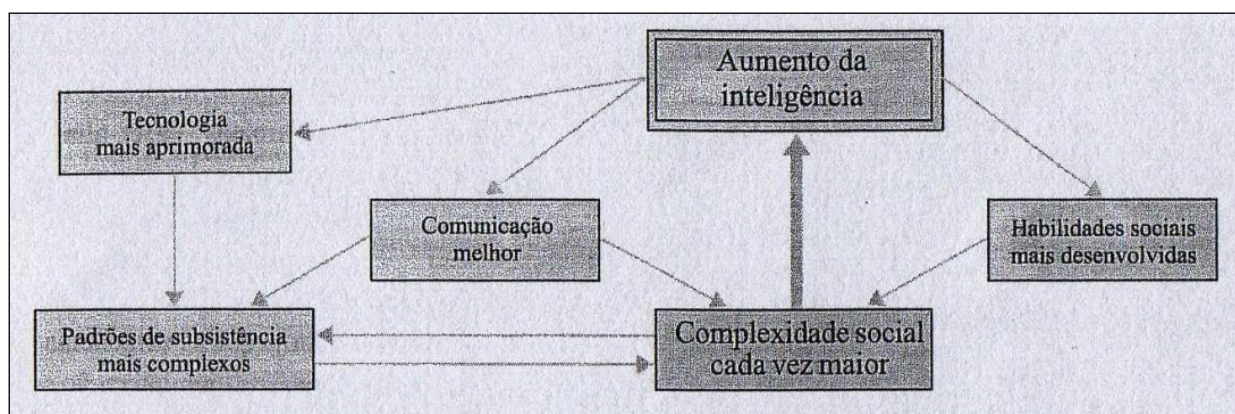 Aumento da
inteligência
Tecnologia
mais aprimorada
Comunicação
melhor
Habilidades sociais
mais desenvolvidas
Padrões de subsistência
mais complexos
Complexidade social
cada vez maior